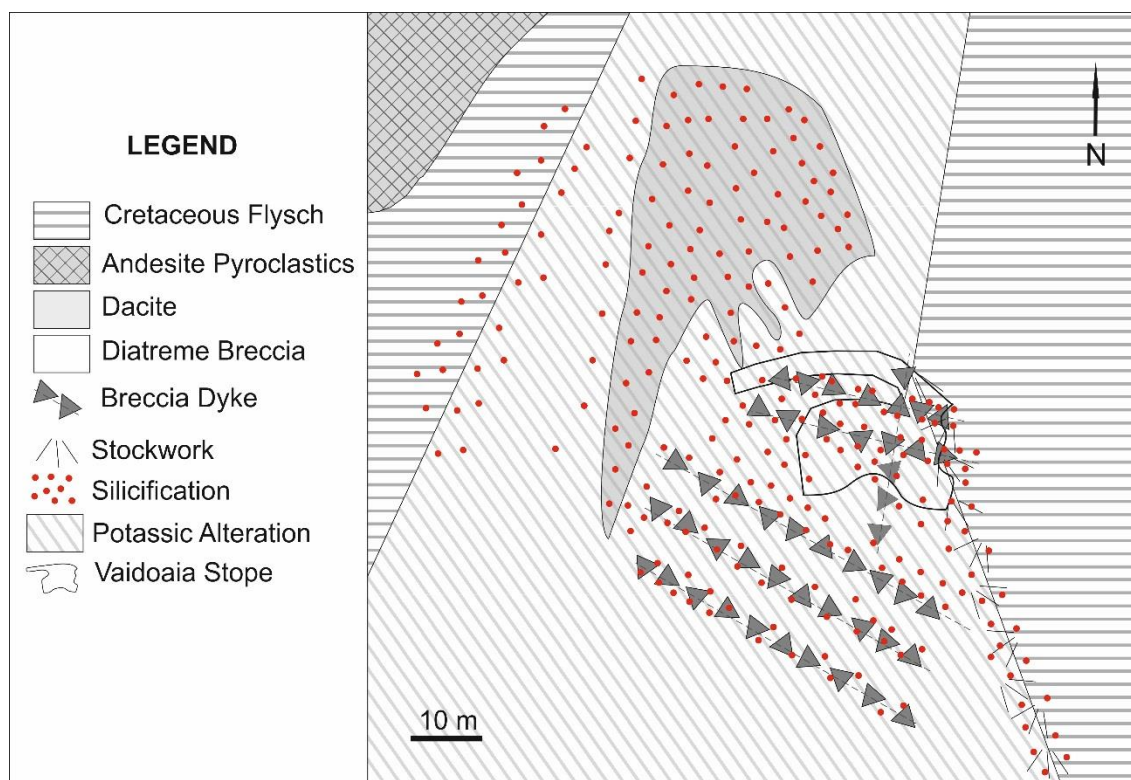 LEGEND
Cretaceous Flysch
Andesite Pyroclastics
Dacite
Diatreme Breccia
Breccia Dyke
Stockwork
Silicification
Potassic Alteration
Vaidoaia Stope
N
10 m